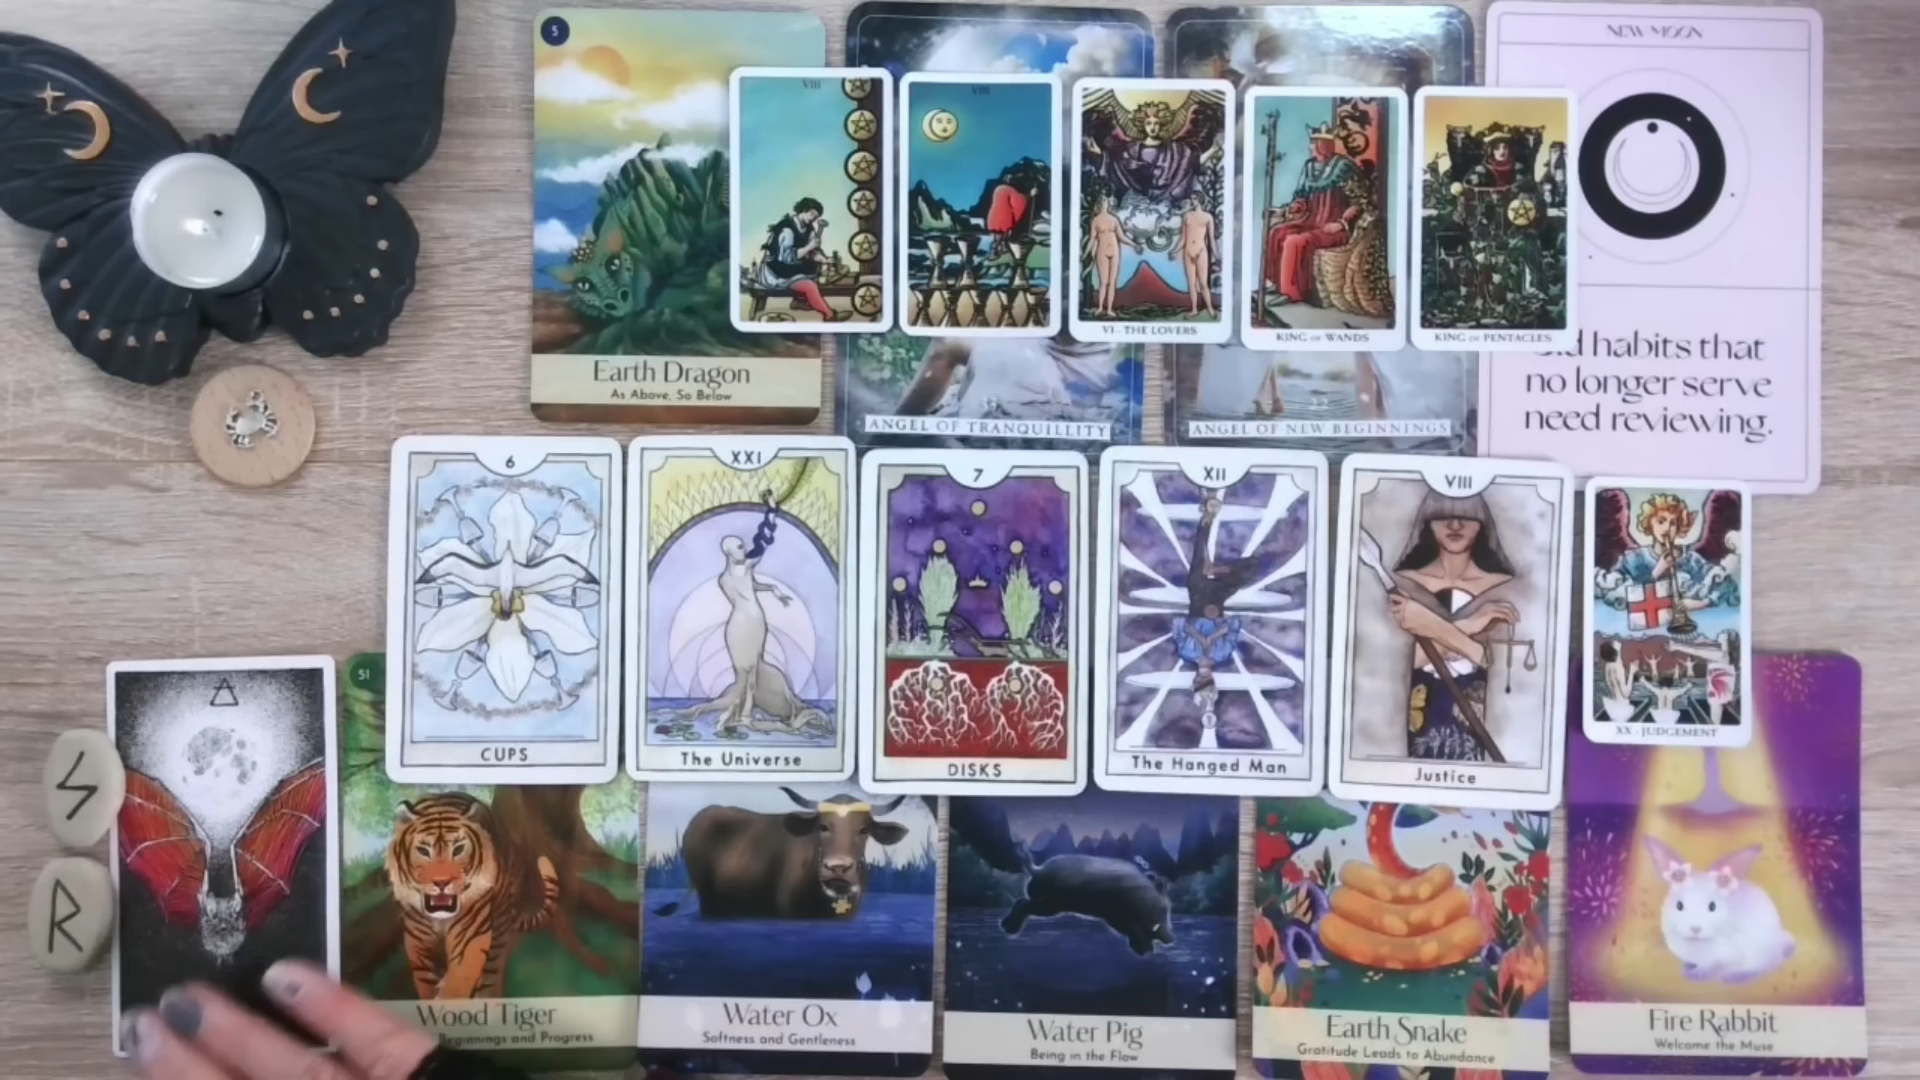 5
NEW MOON
VIII
VIII
VI - THE LOVERS
KING OF WANDS
KING OF PENTACLES
Earth Dragon
As Above, So Below
habits that
no longer serve
need reviewing.
ANGEL OF TRANQUILLITY
ANGEL OF NEW BEGINNINGS
6
XXI
7
XII
VIII
CUPS
The Universe
DISKS
The Hanged Man
Justice
XX - JUDGEMENT
51
Wood Tiger
Beginnings and Progress
Water Ox
Softness and Gentleness
Water Pig
Being in the Flow
Earth Snake
Gratitude Leads to Abundance
Fire Rabbit
Welcome the Muse